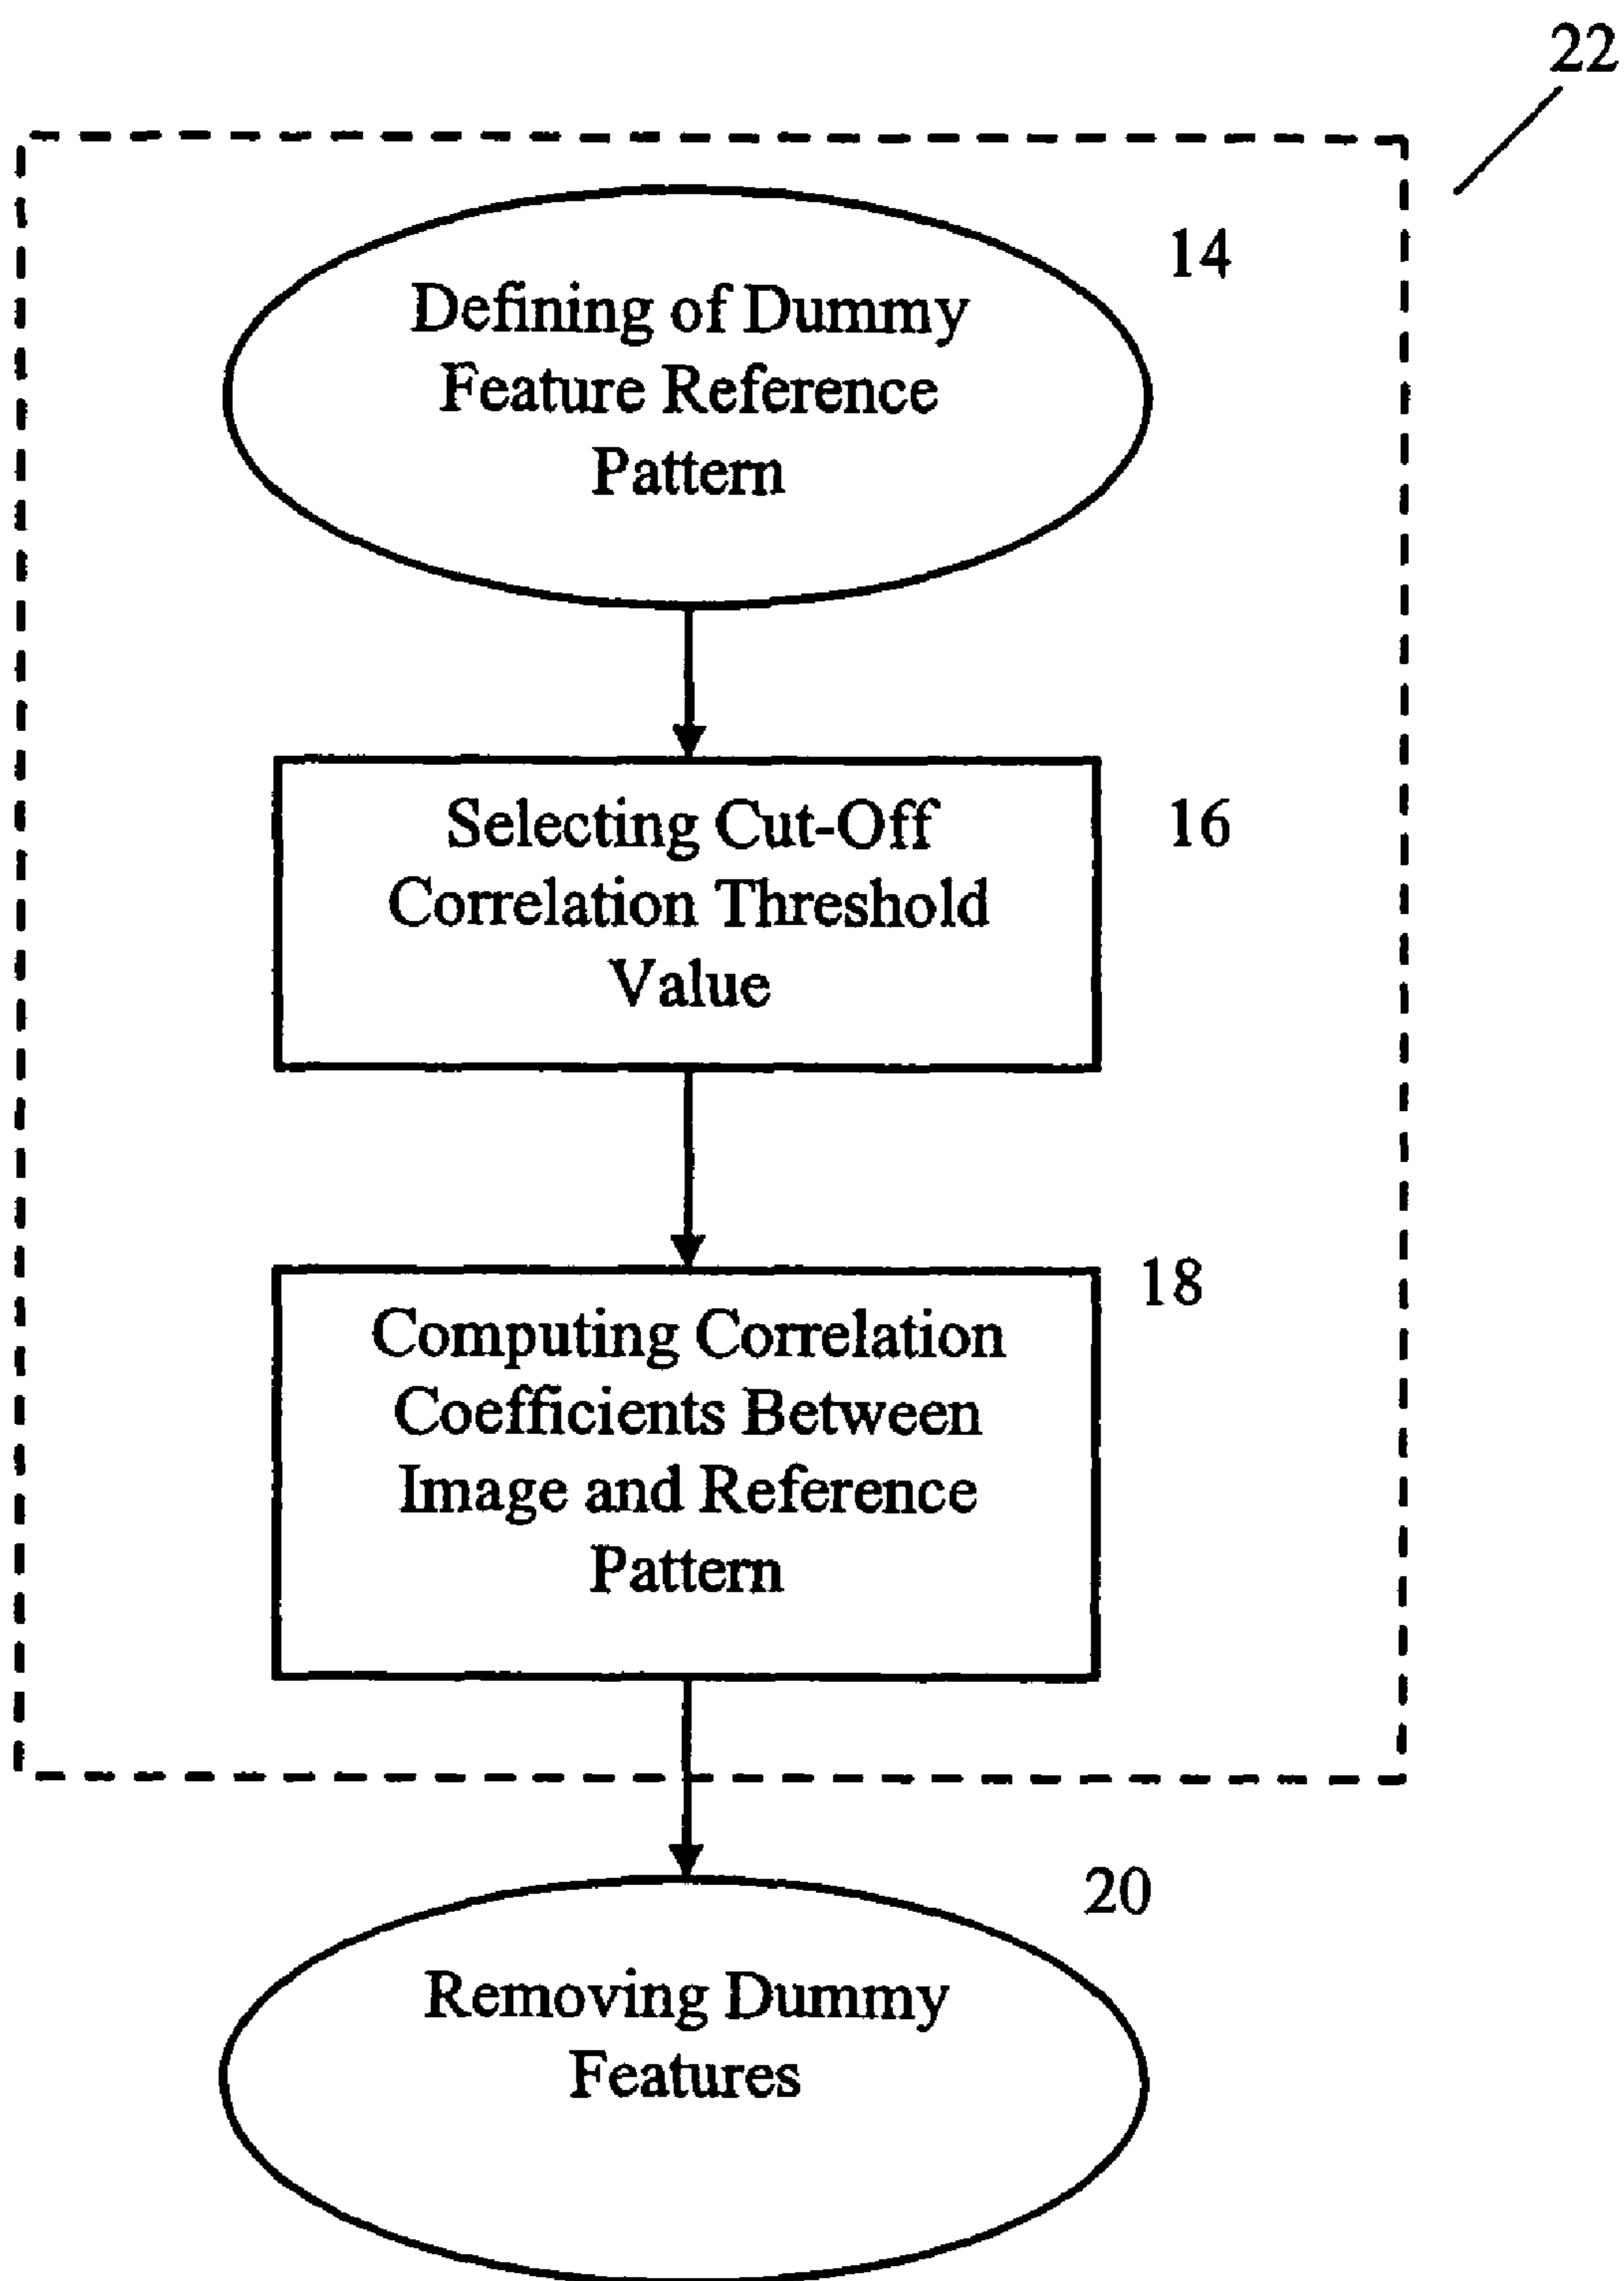 22
14
Defining of Dummy
Feature Reference
Pattern
16
Selecting Cut-Off
Correlation Threshold
Value
18
Computing Correlation
Coefficients Between
Image and Reference
Pattern
20
Removing Dummy
Features